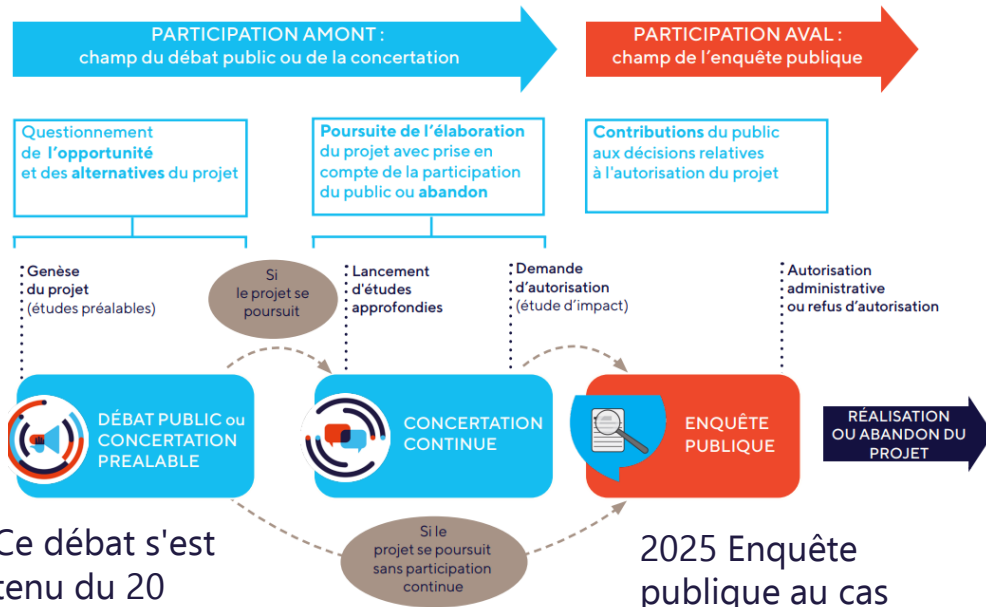 PARTICIPATION AMONT :
champ du débat public ou de la concertation
PARTICIPATION AVAL :
champ de l'enquête publique
Questionnement
de l'opportunité
et des alternatives du projet
Poursuite de l'élaboration
du projet avec prise en
compte de la participation
du public ou abandon
Contributions du public
aux décisions relatives
à l'autorisation du projet
Genèse
du projet
(études préalables)
Si
le projet se
poursuit
Lancement
d'études
approfondies
Demande
d'autorisation
(étude d'impact)
Autorisation
administrative
ou refus d'autorisation
DÉBAT PUBLIC ou
CONCERTATION
PREALABLE
CONCERTATION
CONTINUE
ENQUÊTE
PUBLIQUE
RÉALISATION
OU ABANDON DU
PROJET
Si le
projet se poursuit
sans participation
continue
Ce débat s'est
tenu du 20
2025 Enquête
publique au cas